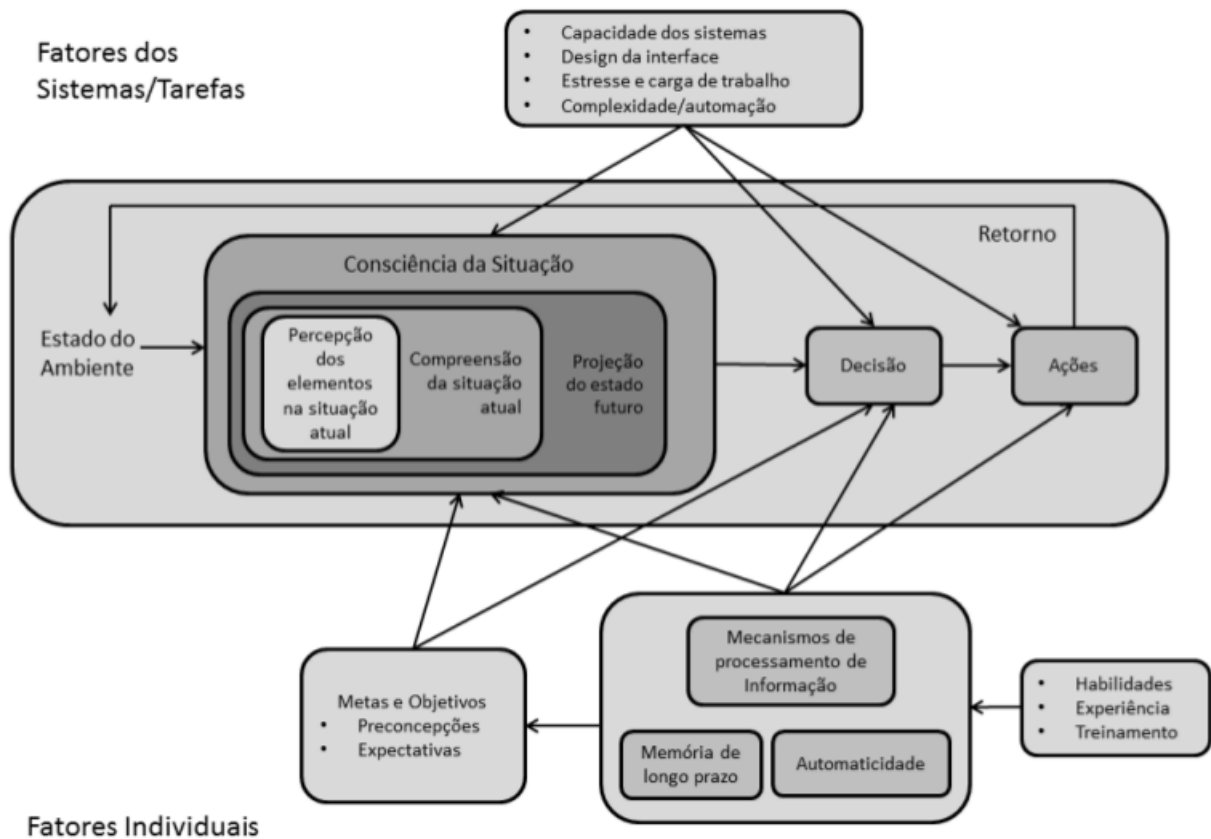 Fatores dos
Sistemas/Tarefas
• Capacidade dos sistemas
• Design da interface
• Estresse e carga de trabalho
• Complexidade/automação
Retorno
Consciência da Situação
Estado do
Ambiente
Percepção
dos
elementos
na situação
atual
Compreensão
da situação
atual
Projeção
do estado
futuro
Decisão
Ações
Metas e Objetivos
• Preconcepções
• Expectativas
Mecanismos de
processamento de
Informação
Memória de
longo prazo
Automaticidade
• Habilidades
• Experiência
• Treinamento
Fatores Individuais